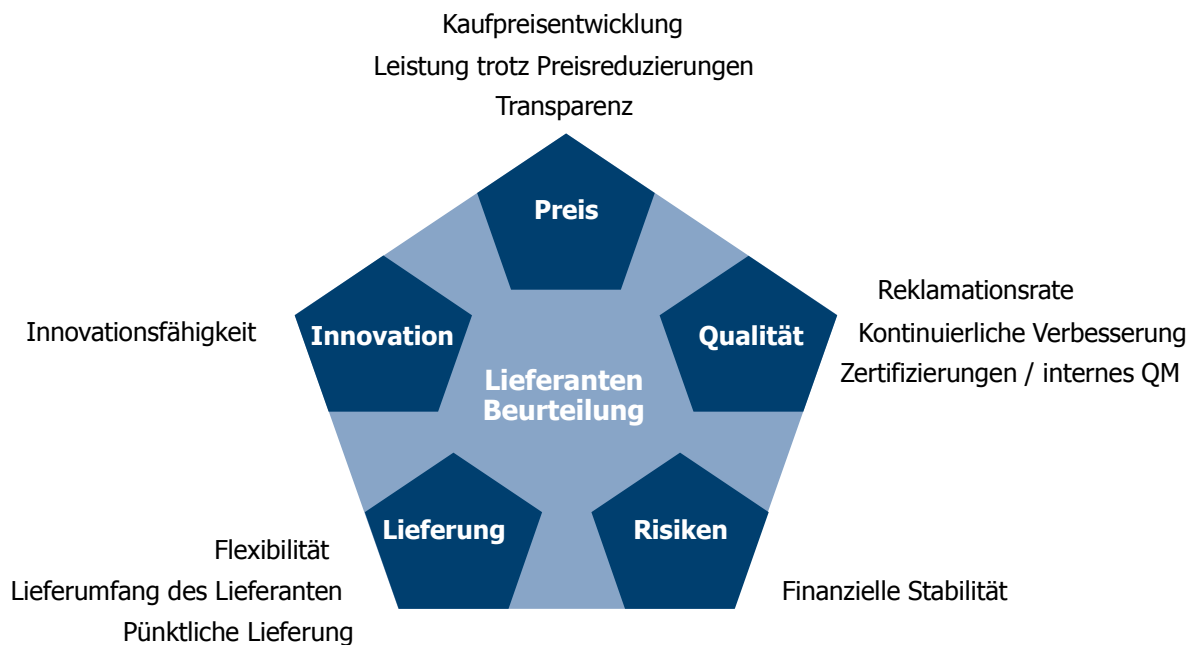 Kaufpreisentwicklung
Leistung trotz Preisreduzierungen
Transparenz
Preis
Innovationsfähigkeit
Innovation
Qualität
Reklamationsrate
Kontinuierliche Verbesserung
Zertifizierungen / internes QM
Lieferanten
Beurteilung
Lieferung
Risiken
Flexibilität
Lieferumfang des Lieferanten
Pünktliche Lieferung
Finanzielle Stabilität